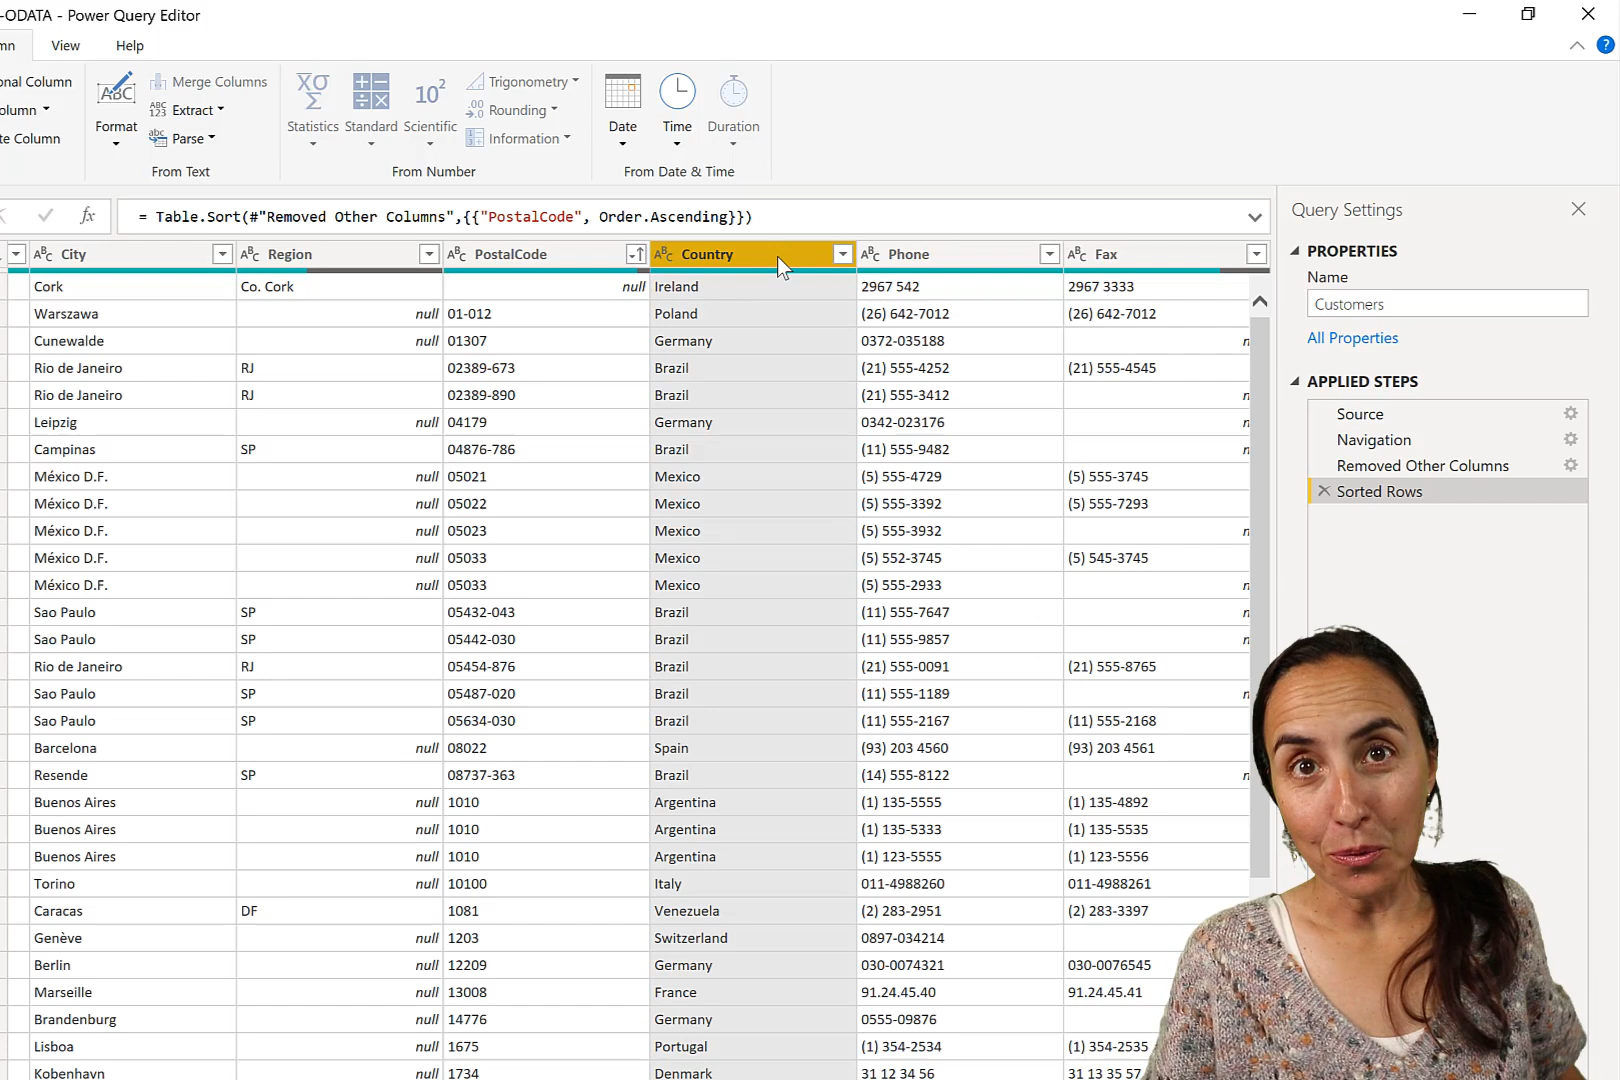 -ODATA - Power Query Editor
mn View Help
onal Column
olumn
te Column
Format
Merge Columns
Extract
Parse
From Text
Statistics Standard Scientific
Trigonometry
Rounding
Information
From Number
Date Time Duration
From Date & Time
fx = Table.Sort(#"Removed Other Columns",{{"PostalCode", Order.Ascending}})
City Region PostalCode Country Phone Fax
Cork Co. Cork null Ireland 2967 542 2967 3333
Warszawa null 01-012 Poland (26) 642-7012 (26) 642-7012
Cunewalde null 01307 Germany 0372-035188 n
Rio de Janeiro RJ 02389-673 Brazil (21) 555-4252 (21) 555-4545
Rio de Janeiro RJ 02389-890 Brazil (21) 555-3412 n
Leipzig null 04179 Germany 0342-023176 n
Campinas SP 04876-786 Brazil (11) 555-9482 n
México D.F. null 05021 Mexico (5) 555-4729 (5) 555-3745
México D.F. null 05022 Mexico (5) 555-3392 (5) 555-7293
México D.F. null 05023 Mexico (5) 555-3932 n
México D.F. null 05033 Mexico (5) 552-3745 (5) 545-3745
México D.F. null 05033 Mexico (5) 555-2933 n
Sao Paulo SP 05432-043 Brazil (11) 555-7647 n
Sao Paulo SP 05442-030 Brazil (11) 555-9857 n
Rio de Janeiro RJ 05454-876 Brazil (21) 555-0091 (21) 555-8765
Sao Paulo SP 05487-020 Brazil (11) 555-1189 n
Sao Paulo SP 05634-030 Brazil (11) 555-2167 (11) 555-2168
Barcelona null 08022 Spain (93) 203 4560 (93) 203 4561
Resende SP 08737-363 Brazil (14) 555-8122 n
Buenos Aires null 1010 Argentina (1) 135-5555 (1) 135-4892
Buenos Aires null 1010 Argentina (1) 135-5333 (1) 135-5535
Buenos Aires null 1010 Argentina (1) 123-5555 (1) 123-5556
Torino null 10100 Italy 011-4988260 011-4988261
Caracas DF 1081 Venezuela (2) 283-2951 (2) 283-3397
Genève null 1203 Switzerland 0897-034214
Berlin null 12209 Germany 030-0074321 030-0076545
Marseille null 13008 France 91.24.45.40 91.24.45.41
Brandenburg null 14776 Germany 0555-09876
Lisboa null 1675 Portugal (1) 354-2534 (1) 354-2535
Kobenhavn null 1734 Denmark 31 12 34 56 31 13 35 57
Query Settings
PROPERTIES
Name
Customers
All Properties
APPLIED STEPS
Source
Navigation
Removed Other Columns
Sorted Rows